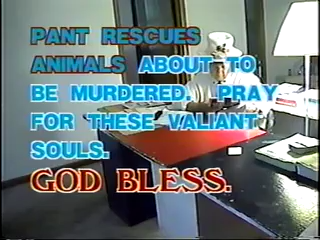 PANT RESCUES
ANIMALS ABOUT TO
BE MURDERED. PRAY
FOR THESE VALIANT
SOULS.
GOD BLESS.